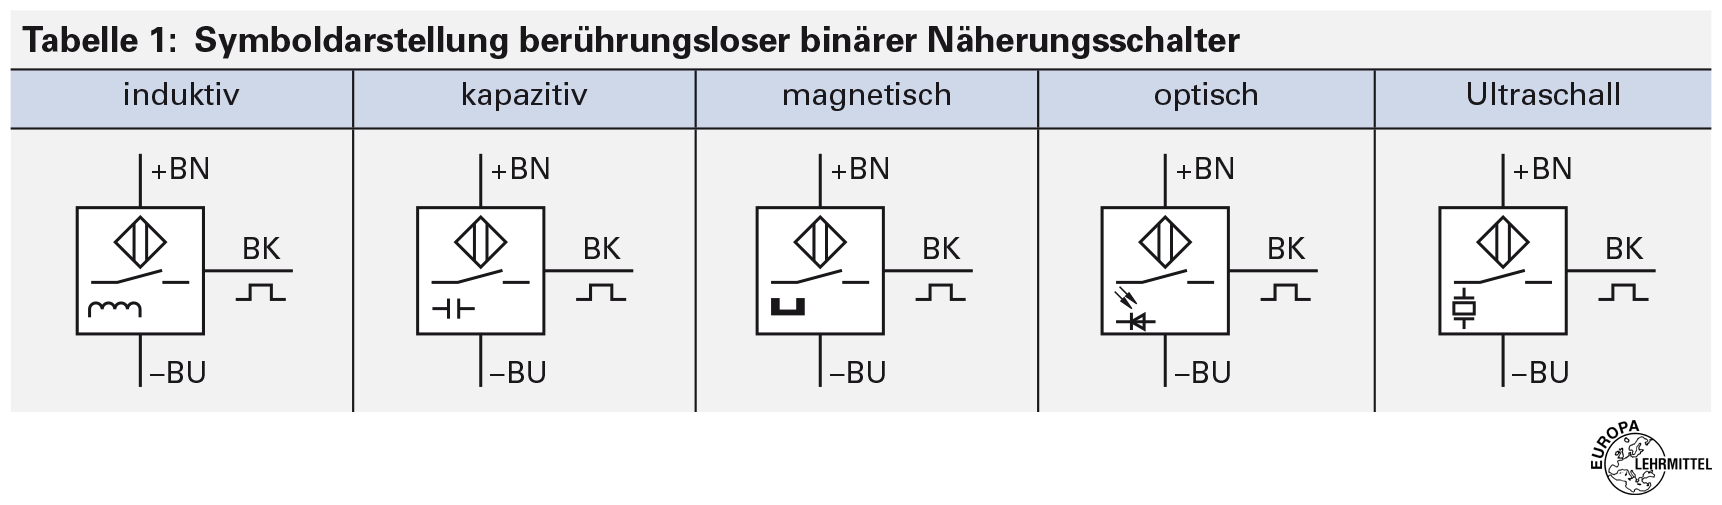 Tabelle 1: Symboldarstellung berührungsloser binärer Näherungsschalter
induktiv kapazitiv magnetisch optisch Ultraschall
+BN +BN +BN +BN +BN
BK BK BK BK BK
–BU –BU –BU –BU –BU
EUROPA
LEHRMITTEL